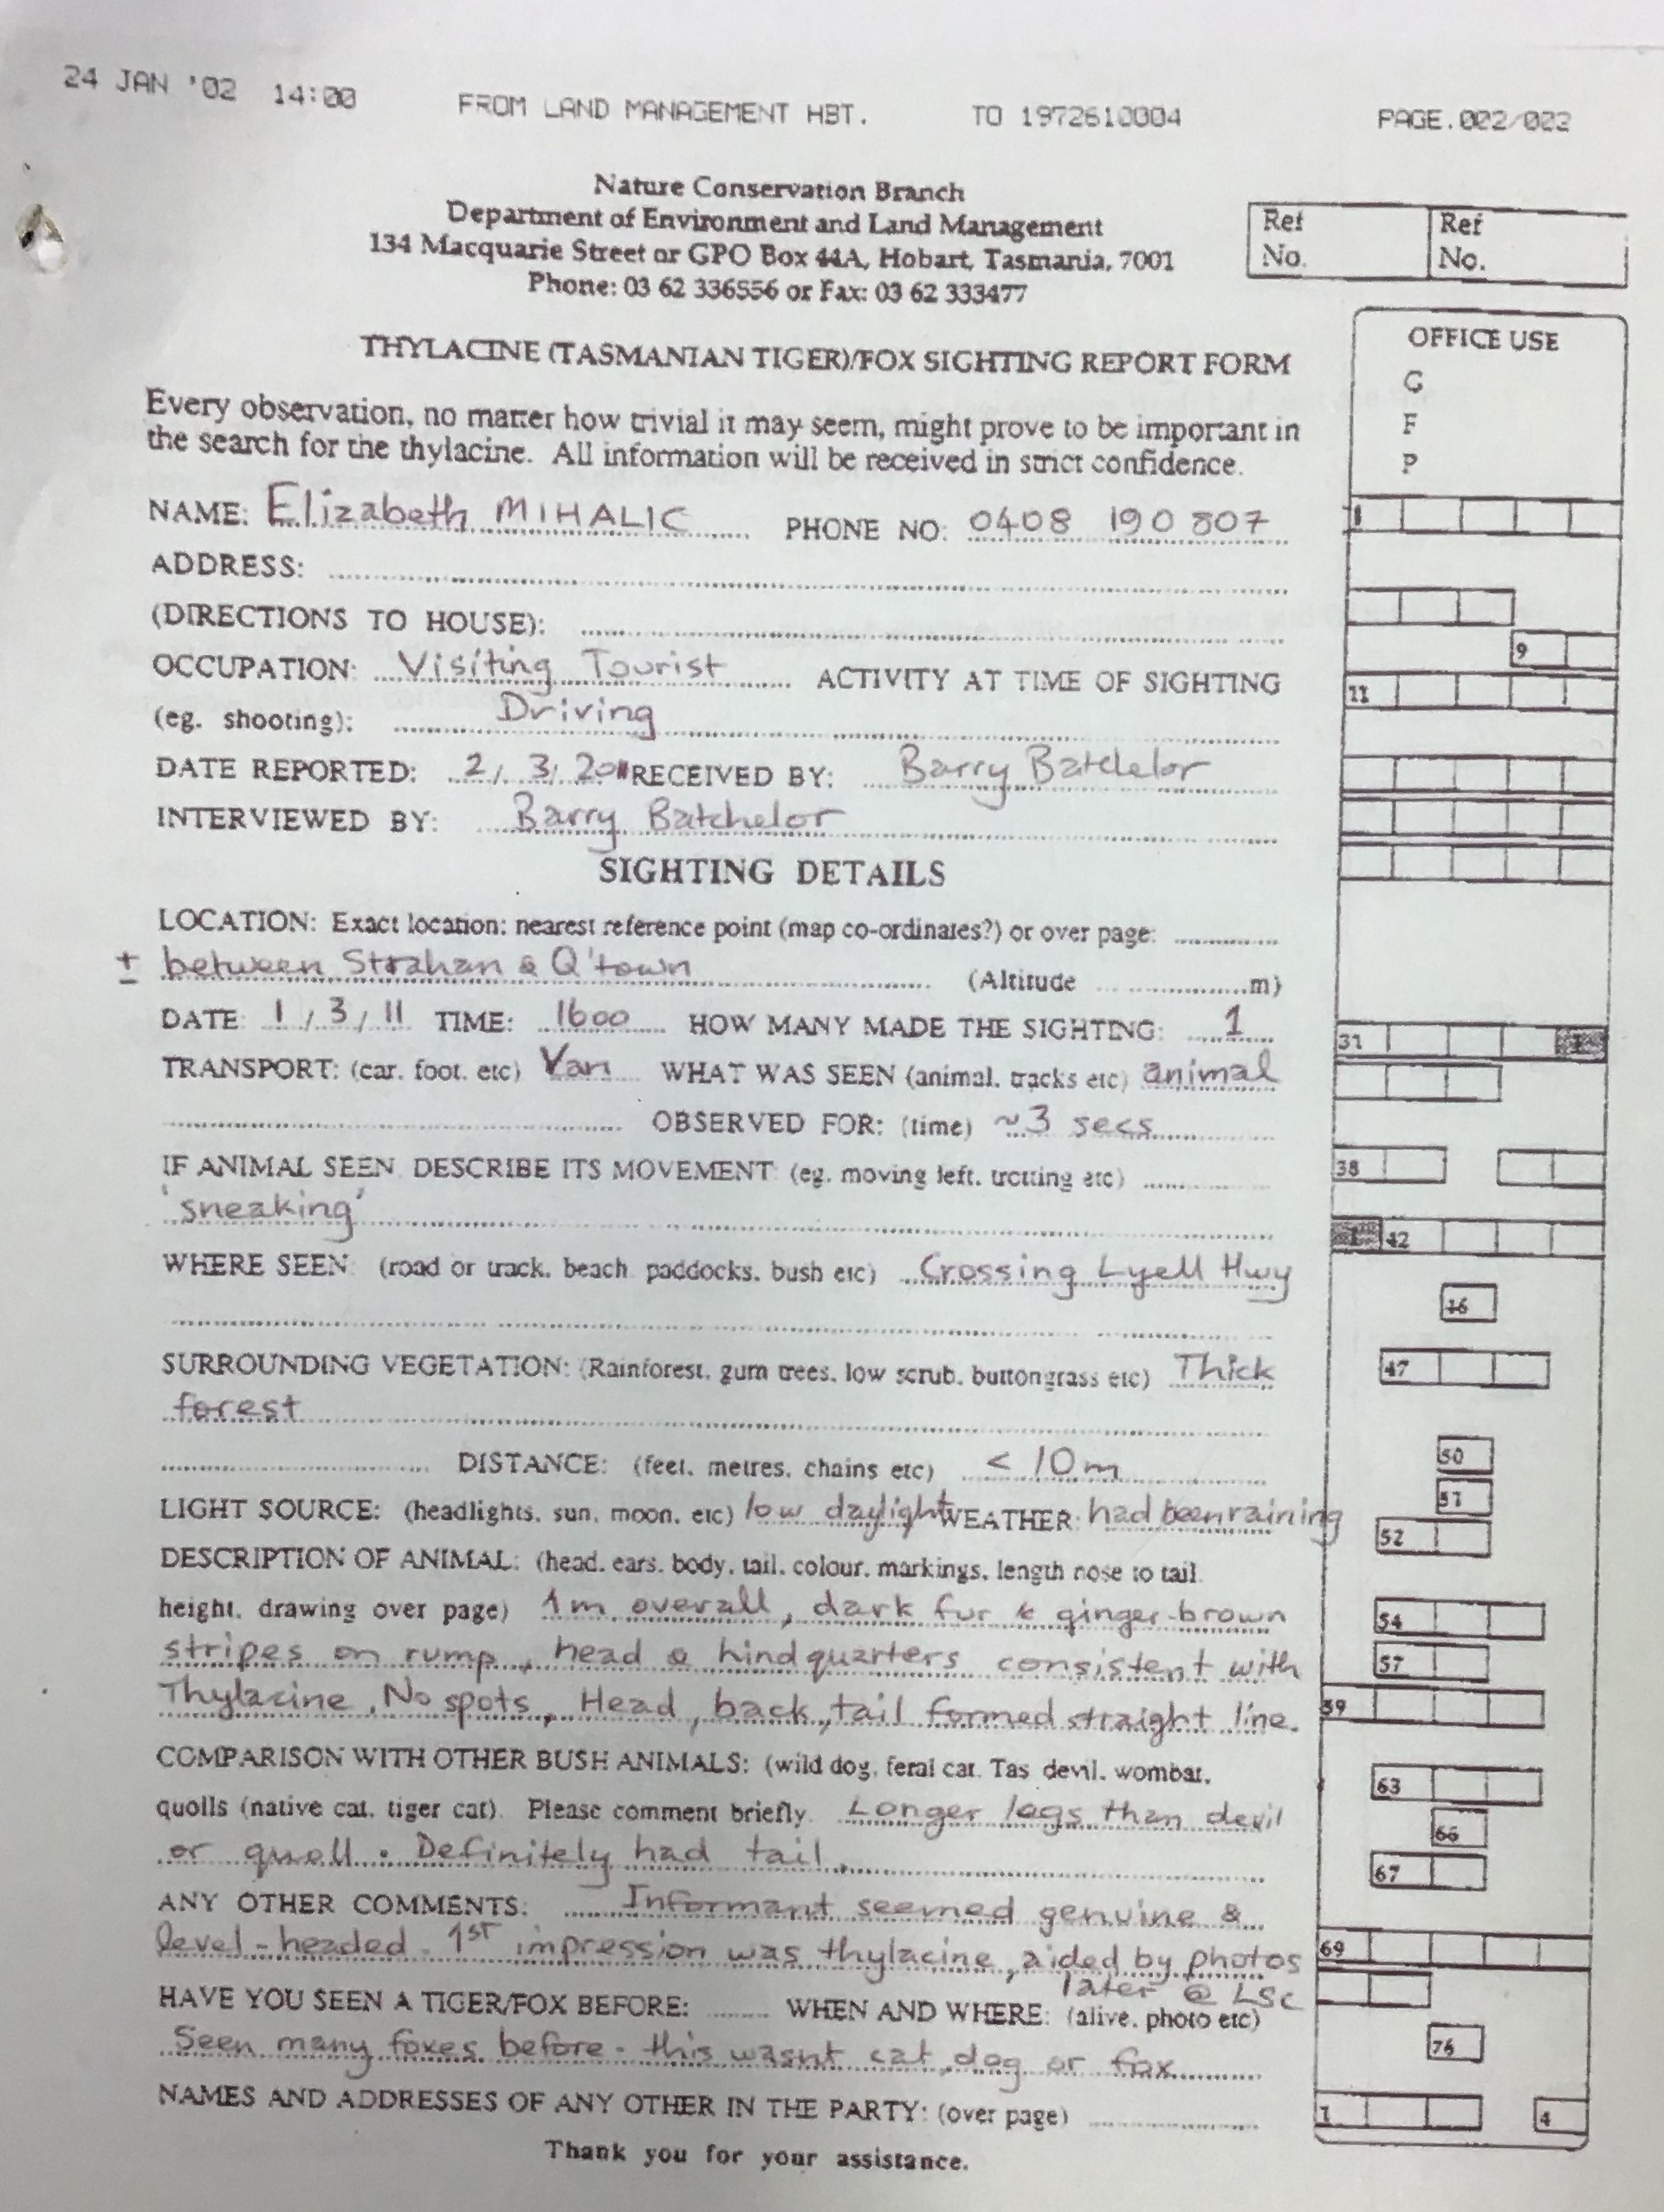 24 JAN '02 14:00 FROM LAND MANAGEMENT HBT. TO 1972610004 PAGE.002/022
Nature Conservation Branch
Department of Environment and Land Management
134 Macquarie Street or GPO Box 44A, Hobart, Tasmania, 7001
Phone: 03 62 336556 or Fax: 03 62 333477
Ref Ref
No. No.
THYLACINE (TASMANIAN TIGER)/FOX SIGHTING REPORT FORM
OFFICE USE
G
F
P
Every observation, no matter how trivial it may seem, might prove to be important in
the search for the thylacine. All information will be received in strict confidence.
NAME: Elizabeth MIHALIC PHONE NO: 0408 190 807
1
ADDRESS:
(DIRECTIONS TO HOUSE):
9
OCCUPATION: Visiting Tourist ACTIVITY AT TIME OF SIGHTING
11
(eg. shooting): Driving
DATE REPORTED: 2/ 3/ RECEIVED BY: Barry Batchelor
INTERVIEWED BY: Barry Batchelor
SIGHTING DETAILS
LOCATION: Exact location: nearest reference point (map co-ordinates?) or over page:
± between Strahan & Q'town (Altitude m)
DATE 1 / 3 / 11 TIME: 1600 HOW MANY MADE THE SIGHTING: 1
31
TRANSPORT: (car. foot. etc) Van WHAT WAS SEEN (animal. tracks etc) animal
OBSERVED FOR: (time) ~3 secs
IF ANIMAL SEEN DESCRIBE ITS MOVEMENT (eg. moving left. trotting etc)
38
'sneaking'
42
WHERE SEEN (road or track. beach paddocks. bush etc) Crossing Lyell Hwy
46
SURROUNDING VEGETATION: (Rainforest. gum trees. low scrub. buttongrass etc) Thick
47
forest
DISTANCE: (feet. metres. chains etc) < 10m
50
LIGHT SOURCE: (headlights. sun. moon. etc) low daylight WEATHER: had been raining
51
52
DESCRIPTION OF ANIMAL: (head. ears. body. tail. colour. markings. length nose to tail.
height. drawing over page) 1m overall, dark fur & ginger-brown
54
stripes on rump, head & hindquarters consistent with
57
Thylacine. No spots, Head, back, tail formed straight line.
59
COMPARISON WITH OTHER BUSH ANIMALS: (wild dog. feral cat. Tas devil. wombat.
63
quolls (native cat. tiger cat). Please comment briefly. Longer legs than devil
66
or quoll. Definitely had tail.
67
ANY OTHER COMMENTS: Informant seemed genuine &
level-headed - 1ST impression was thylacine, aided by photos
69
later @ LSC
HAVE YOU SEEN A TIGER/FOX BEFORE: WHEN AND WHERE: (alive. photo etc)
Seen many foxes before - this wasnt cat, dog or fox
NAMES AND ADDRESSES OF ANY OTHER IN THE PARTY: (over page)
1 4
Thank you for your assistance.